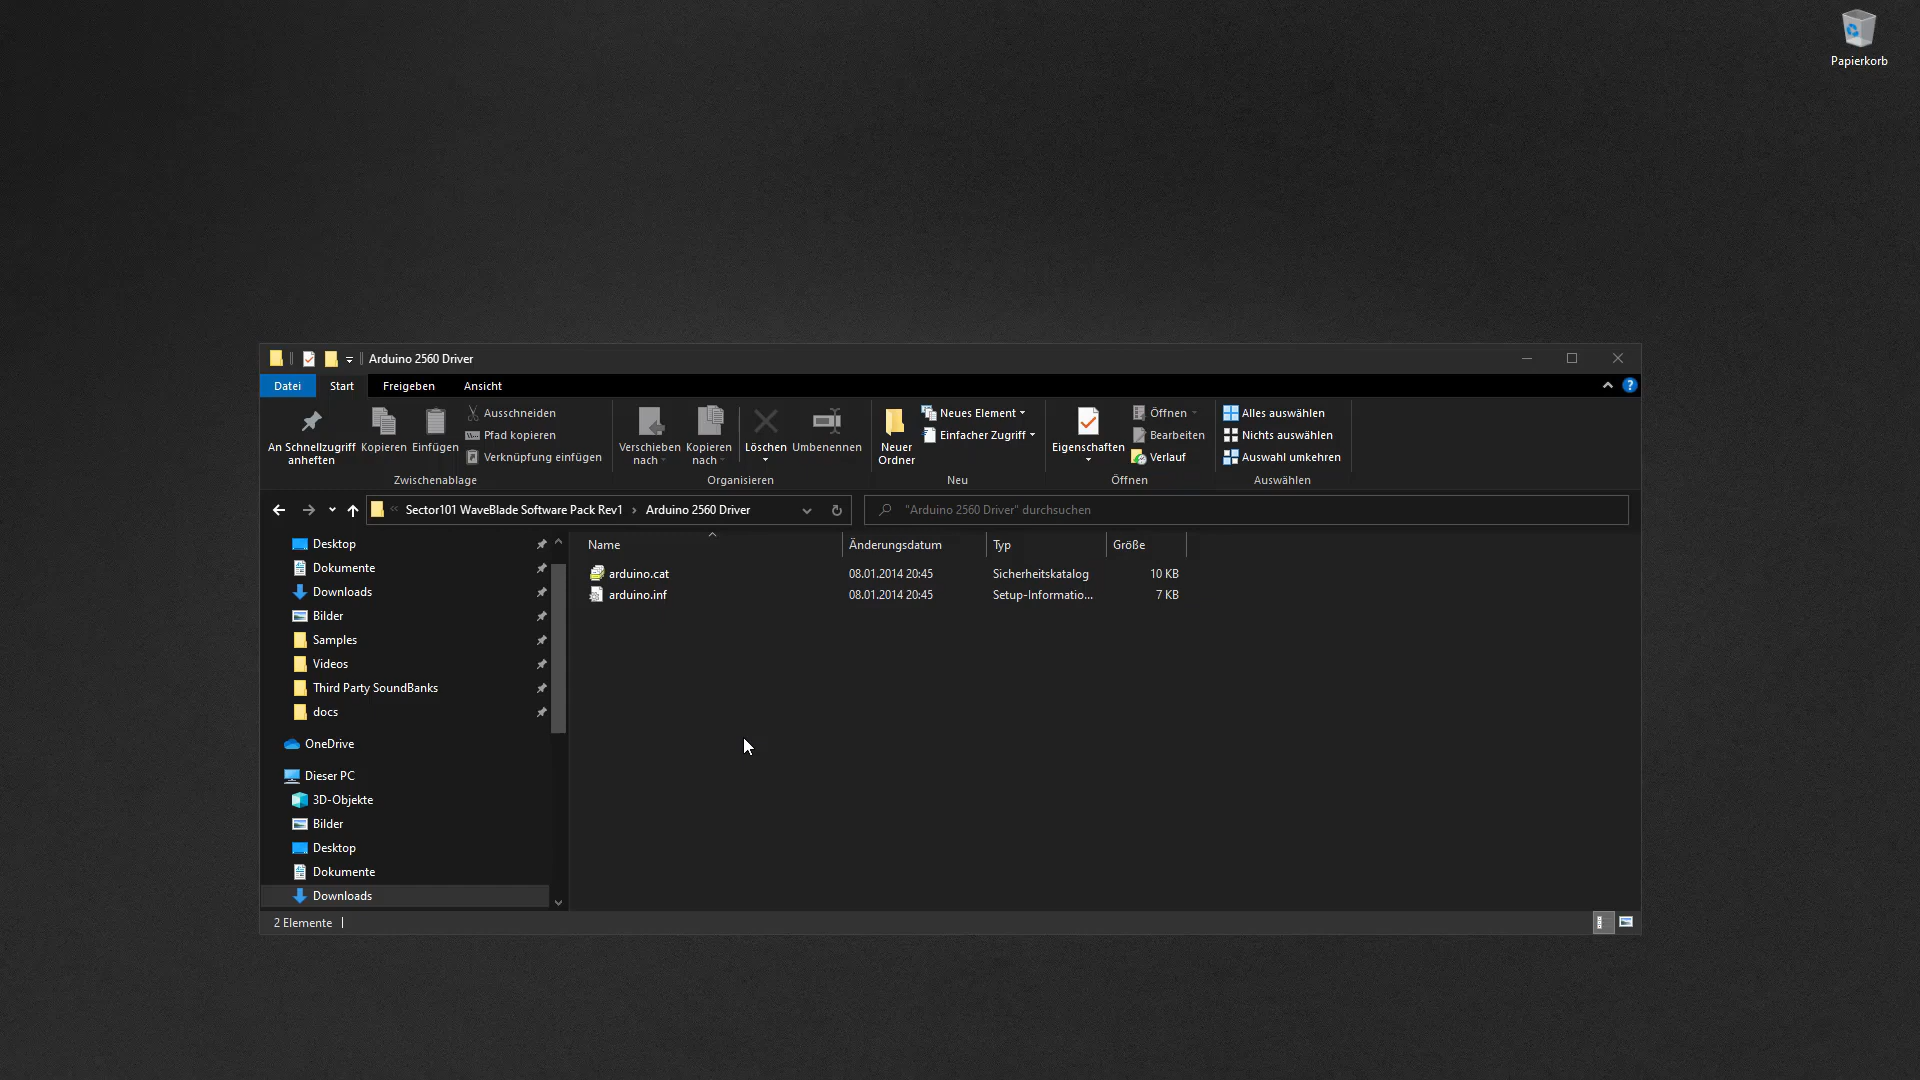 Papierkorb
Arduino 2560 Driver
Datei Start Freigeben Ansicht
An Schnellzugriff anheften
Kopieren
Einfügen
Ausschneiden
Pfad kopieren
Verknüpfung einfügen
Zwischenablage
Verschieben nach
Kopieren nach
Löschen
Umbenennen
Organisieren
Neuer Ordner
Neues Element
Einfacher Zugriff
Neu
Eigenschaften
Öffnen
Bearbeiten
Verlauf
Öffnen
Alles auswählen
Nichts auswählen
Auswahl umkehren
Auswählen
« Sector101 WaveBlade Software Pack Rev1 › Arduino 2560 Driver
"Arduino 2560 Driver" durchsuchen
Desktop
Dokumente
Downloads
Bilder
Samples
Videos
Third Party SoundBanks
docs
OneDrive
Dieser PC
3D-Objekte
Bilder
Desktop
Dokumente
Downloads
Name Änderungsdatum Typ Größe
arduino.cat 08.01.2014 20:45 Sicherheitskatalog 10 KB
arduino.inf 08.01.2014 20:45 Setup-Informatio... 7 KB
2 Elemente